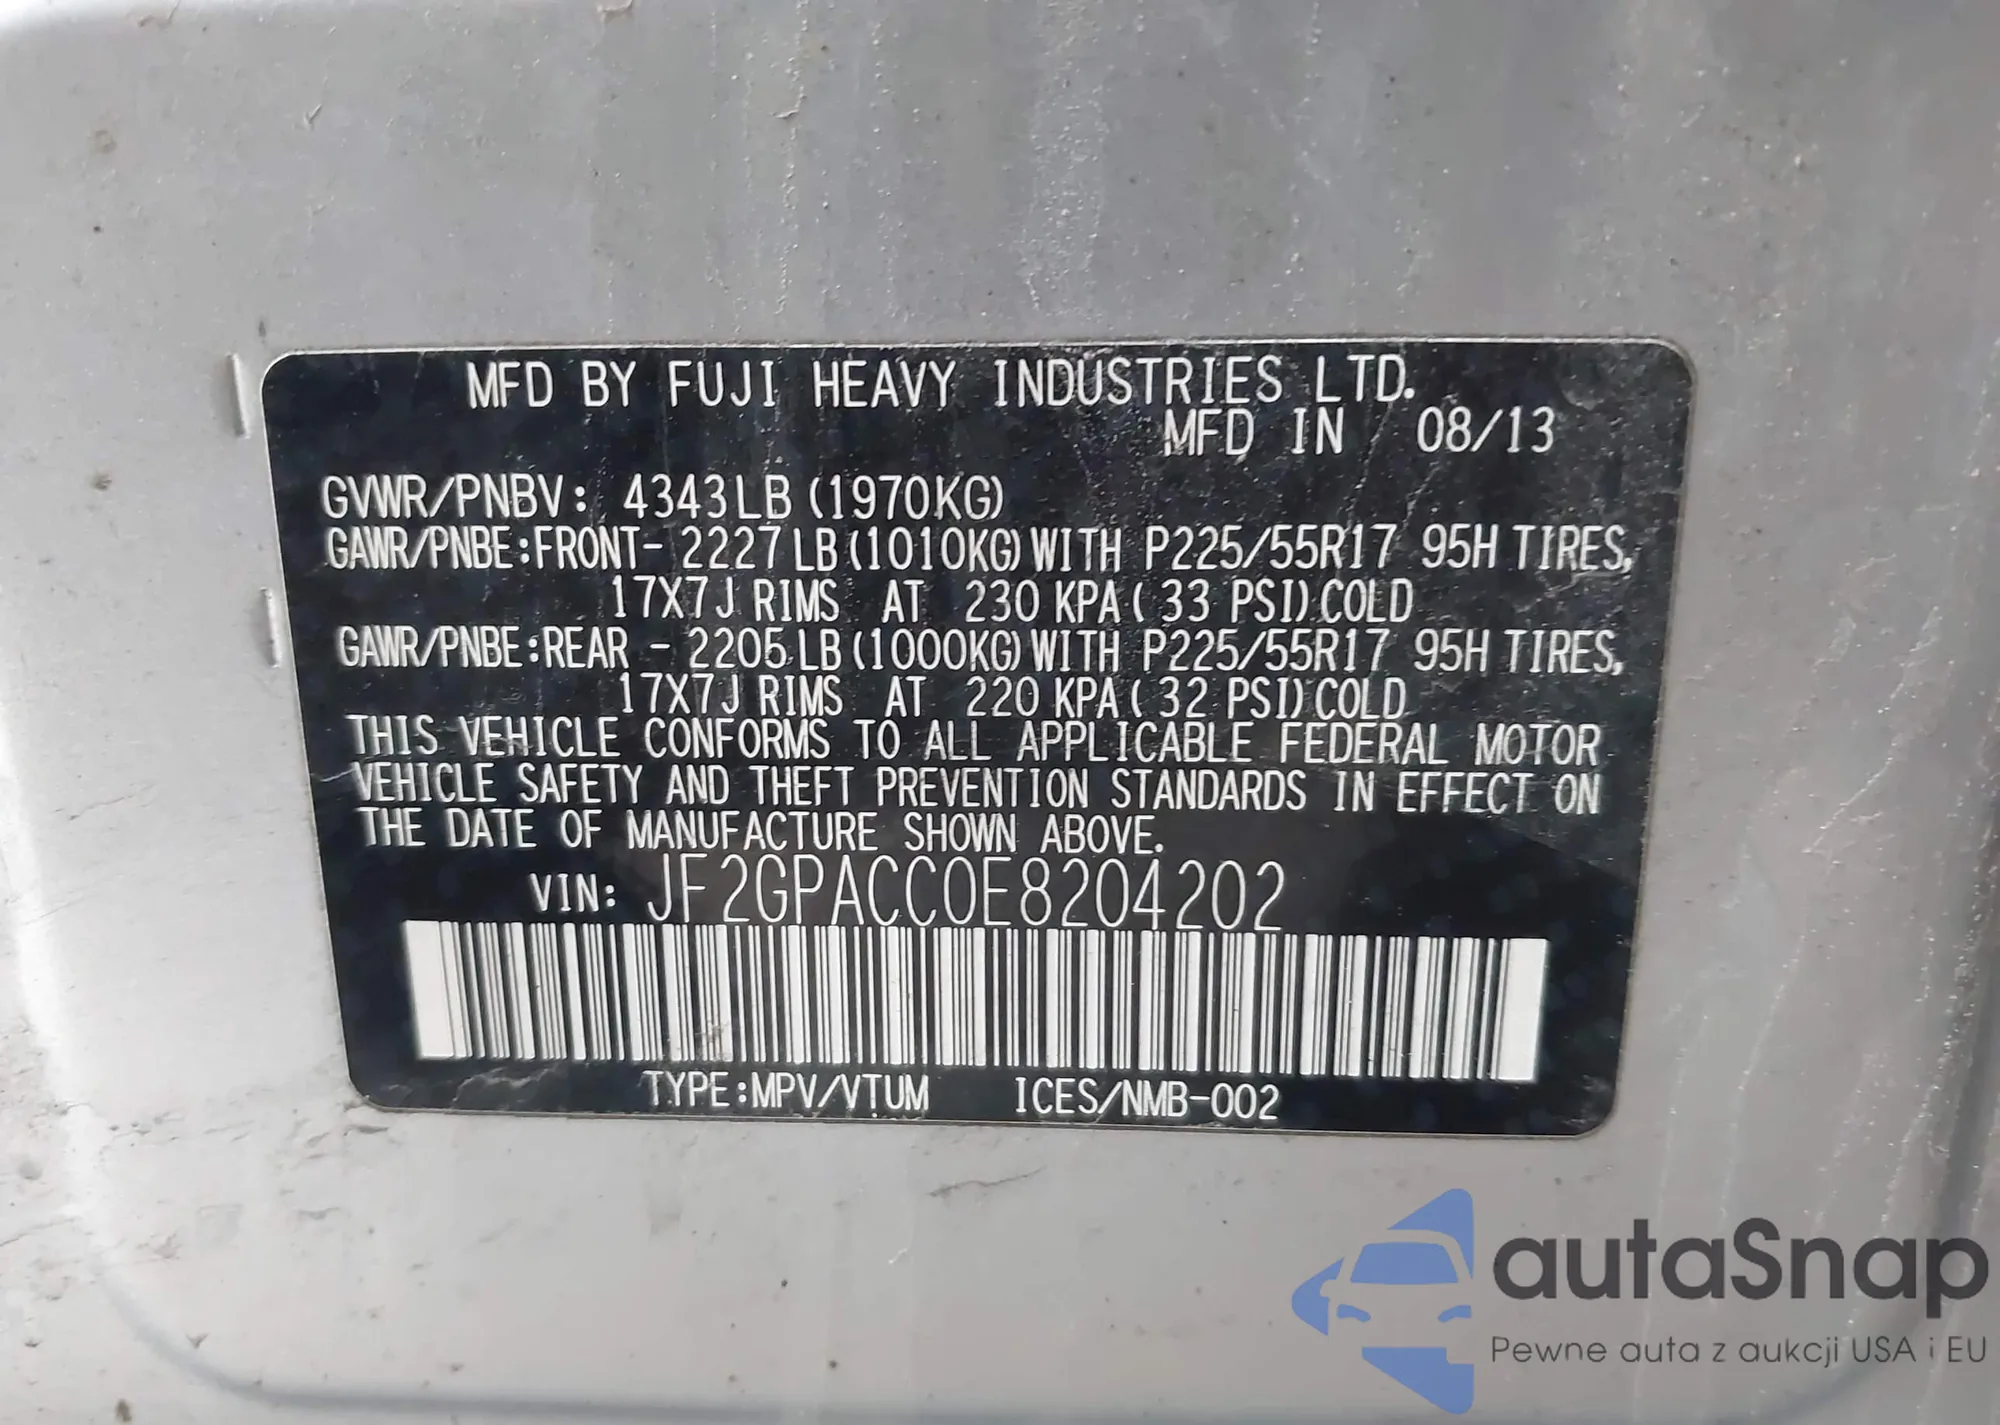 MFD BY FUJI HEAVY INDUSTRIES LTD.
MFD IN 08/13
GVWR/PNBV: 4343LB (1970KG)
GAWR/PNBE:FRONT- 2227LB(1010KG)WITH P225/55R17 95H TIRES,
17X7J RIMS AT 230 KPA( 33 PSI)COLD
GAWR/PNBE:REAR - 2205LB(1000KG)WITH P225/55R17 95H TIRES,
17X7J RIMS AT 220 KPA( 32 PSI)COLD
THIS VEHICLE CONFORMS TO ALL APPLICABLE FEDERAL MOTOR
VEHICLE SAFETY AND THEFT PREVENTION STANDARDS IN EFFECT ON
THE DATE OF MANUFACTURE SHOWN ABOVE.
VIN: JF2GPACC0E8204202
TYPE:MPV/VTUM ICES/NMB-002
autaSnap
Pewne auta z aukcji USA i EU